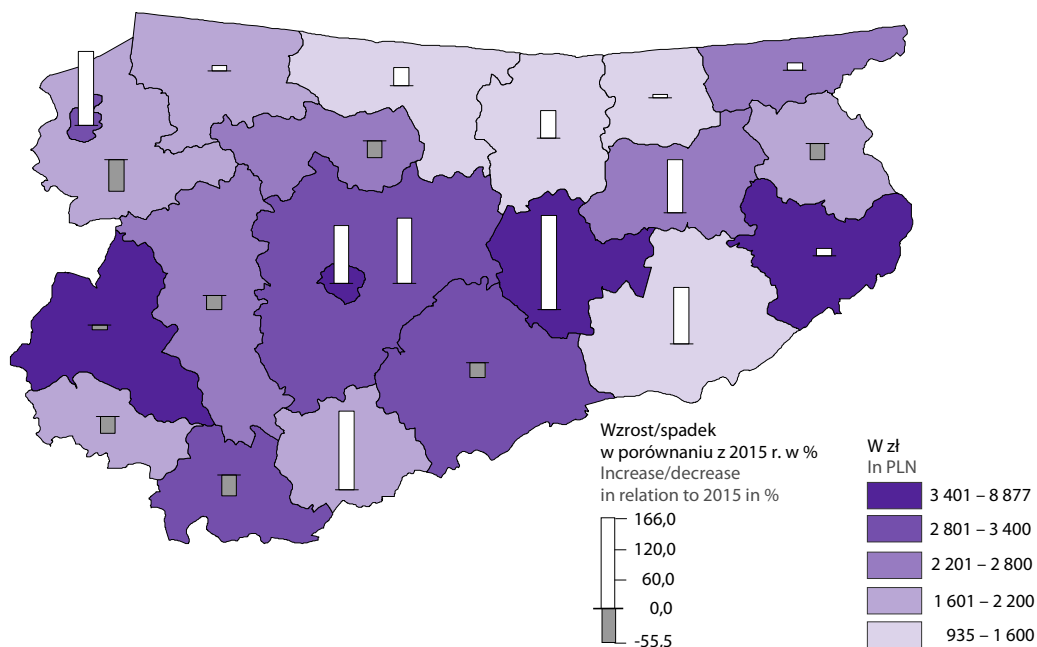 Wzrost/spadek
w porównaniu z 2015 r. w %
Increase/decrease
in relation to 2015 in %
166,0
120,0
60,0
0,0
-55,5
W zł
In PLN
3 401 – 8 877
2 801 – 3 400
2 201 – 2 800
1 601 – 2 200
935 – 1 600